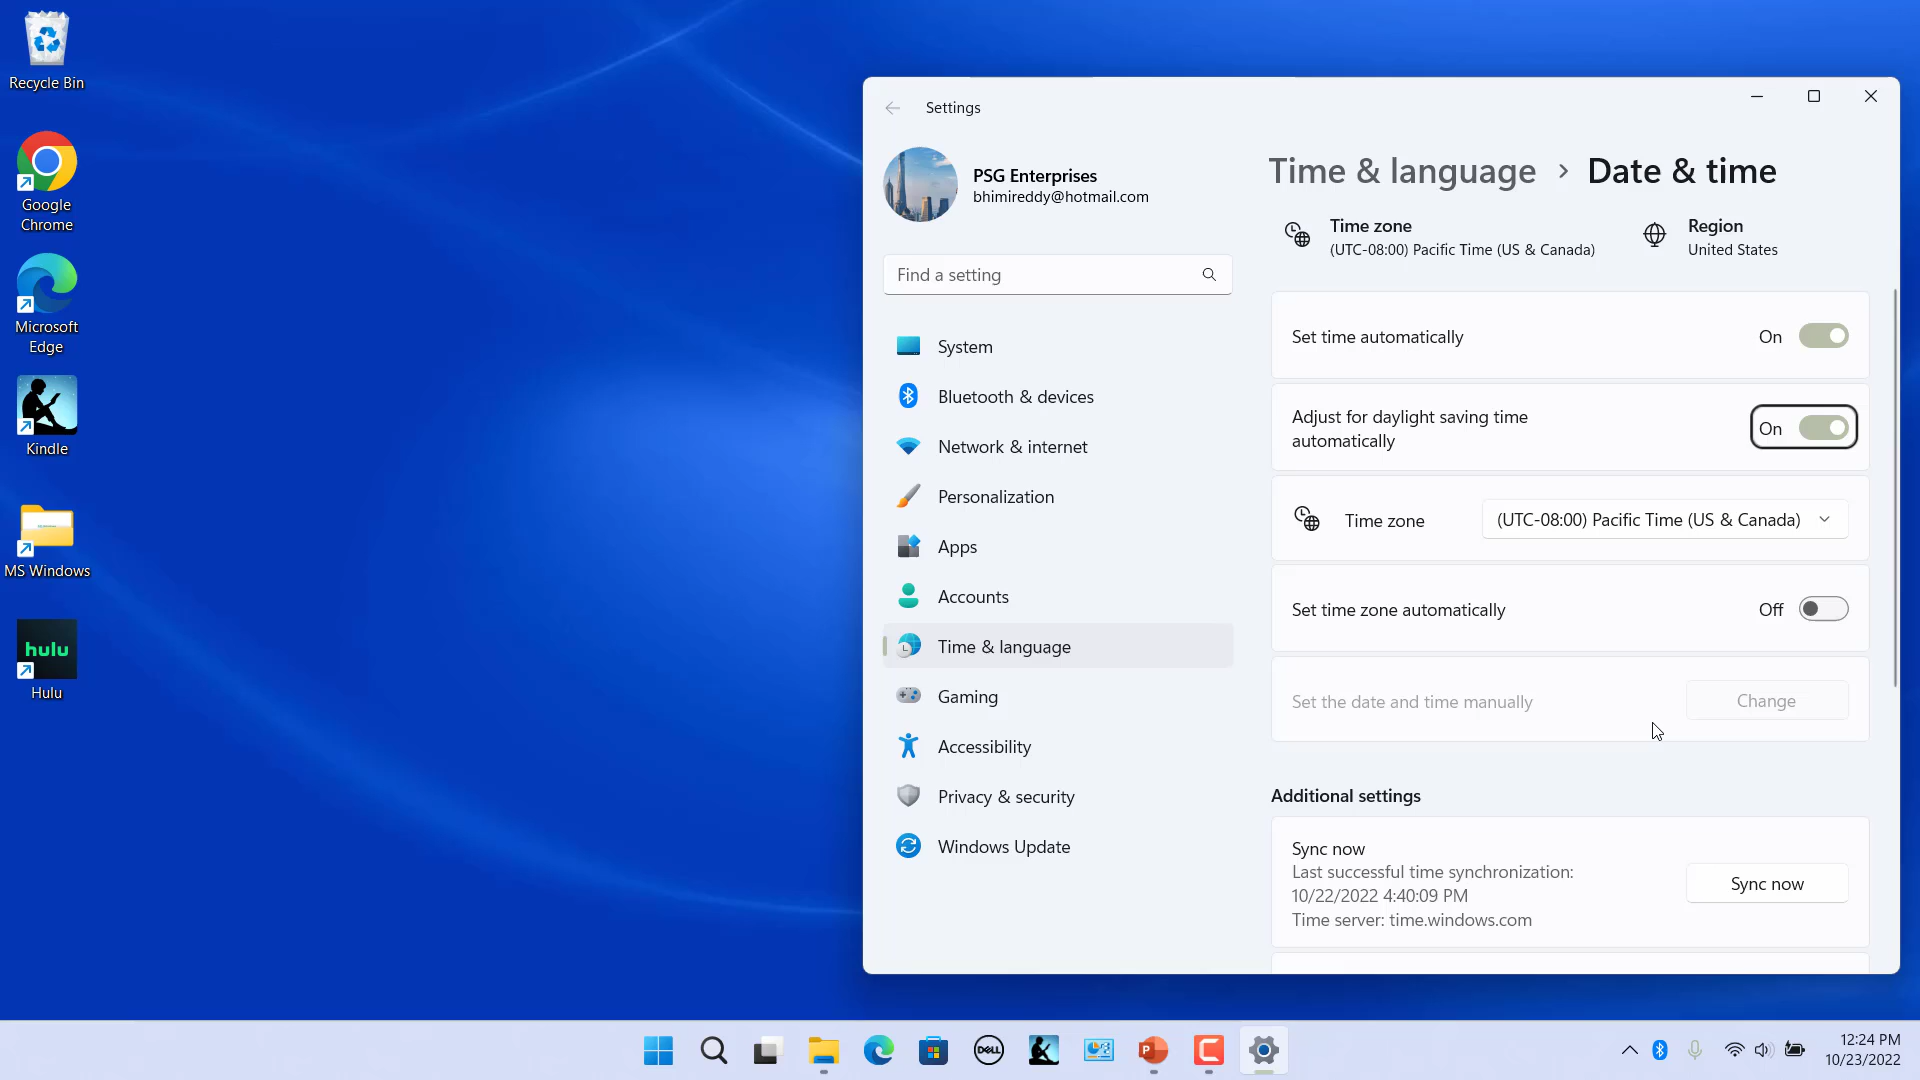 Recycle Bin
Google
Chrome
Microsoft
Edge
Kindle
MS Windows
hulu
Hulu
Settings
PSG Enterprises
bhimireddy@hotmail.com
Find a setting
System
Bluetooth & devices
Network & internet
Personalization
Apps
Accounts
Time & language
Gaming
Accessibility
Privacy & security
Windows Update
Time & language › Date & time
Time zone
(UTC-08:00) Pacific Time (US & Canada)
Region
United States
Set time automatically
On
Adjust for daylight saving time
automatically
On
Time zone
(UTC-08:00) Pacific Time (US & Canada)
Set time zone automatically
Off
Set the date and time manually
Change
Additional settings
Sync now
Last successful time synchronization:
10/22/2022 4:40:09 PM
Time server: time.windows.com
Sync now
DELL
P
12:24 PM
10/23/2022